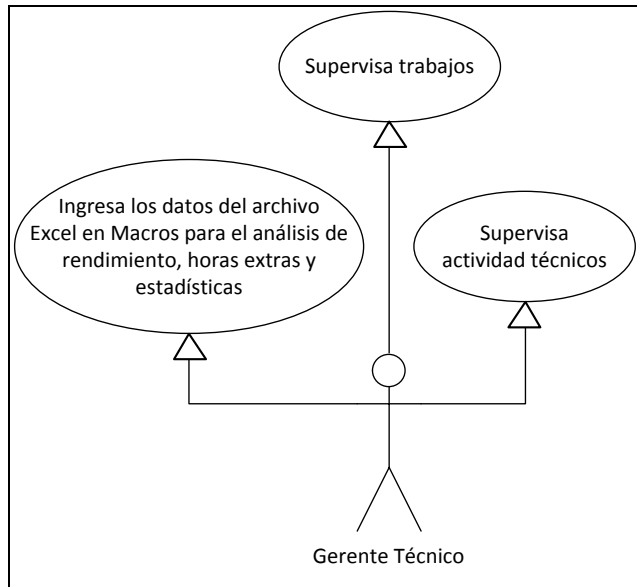 Supervisa trabajos
Ingresa los datos del archivo
Excel en Macros para el análisis de
rendimiento, horas extras y
estadísticas
Supervisa
actividad técnicos
Gerente Técnico